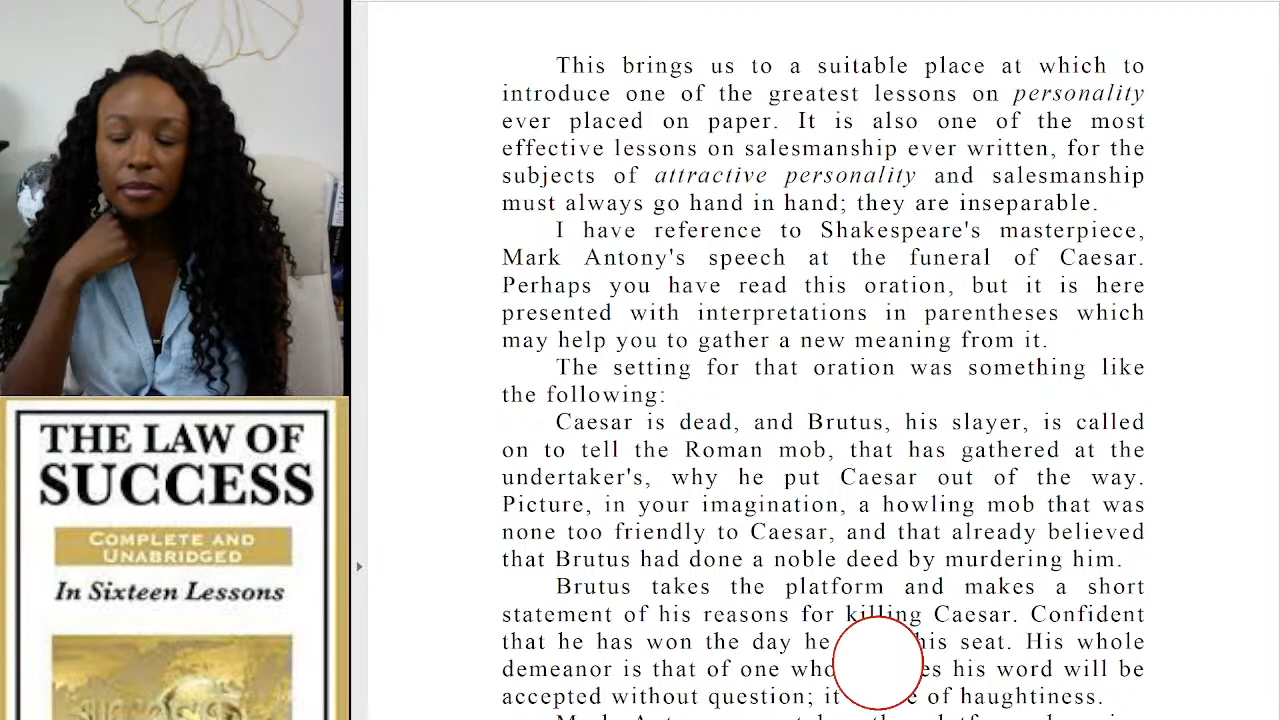 This brings us to a suitable place at which to
introduce one of the greatest lessons on personality
ever placed on paper. It is also one of the most
effective lessons on salesmanship ever written, for the
subjects of attractive personality and salesmanship
must always go hand in hand; they are inseparable.
I have reference to Shakespeare's masterpiece,
Mark Antony's speech at the funeral of Caesar.
Perhaps you have read this oration, but it is here
presented with interpretations in parentheses which
may help you to gather a new meaning from it.
The setting for that oration was something like
the following:
Caesar is dead, and Brutus, his slayer, is called
on to tell the Roman mob, that has gathered at the
undertaker's, why he put Caesar out of the way.
Picture, in your imagination, a howling mob that was
none too friendly to Caesar, and that already believed
that Brutus had done a noble deed by murdering him.
Brutus takes the platform and makes a short
statement of his reasons for killing Caesar. Confident
that he has won the day he his seat. His whole
demeanor is that of one his word will be
accepted without question; it of haughtiness.
THE LAW OF
SUCCESS
COMPLETE AND
UNABRIDGED
In Sixteen Lessons